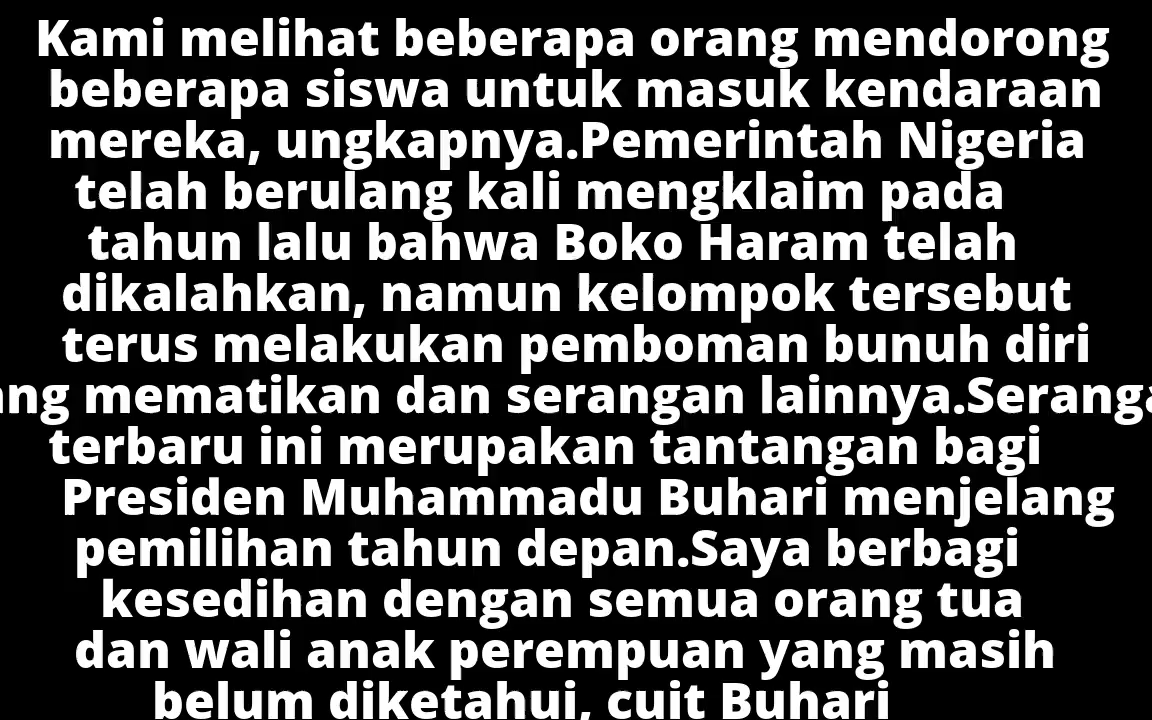 Kami melihat beberapa orang mendorong
beberapa siswa untuk masuk kendaraan
mereka, ungkapnya.Pemerintah Nigeria
telah berulang kali mengklaim pada
tahun lalu bahwa Boko Haram telah
dikalahkan, namun kelompok tersebut
terus melakukan pemboman bunuh diri
mematikan dan serangan lainnya.
terbaru ini merupakan tantangan bagi
Presiden Muhammadu Buhari menjelang
pemilihan tahun depan.Saya berbagi
kesedihan dengan semua orang tua
dan wali anak perempuan yang masih
belum diketahui, cuit Buhari